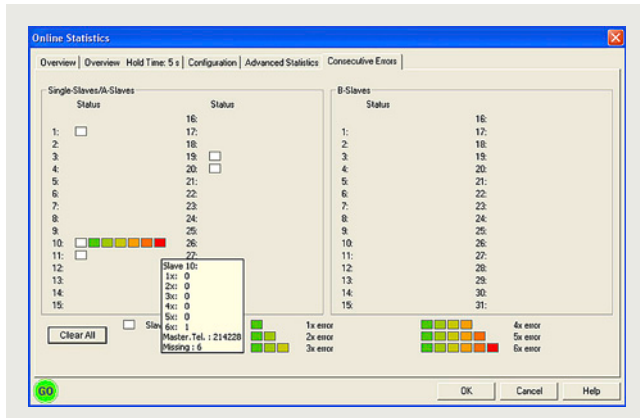 Online Statistics
Overview Overview Hold Time: 5 s Configuration Advanced Statistics Consecutive Errors
Single-Slaves/A-Slaves B-Slaves
Status Status Status
16: 16:
1: 17: 1: 17:
2: 18: 2: 18:
3: 19: 3: 19:
4: 20: 4: 20:
5: 21: 5: 21:
6: 22: 6: 22:
7: 23: 7: 23:
8: 24: 8: 24:
9: 25: 9: 25:
10: 26: 10: 26:
11: 27: 11: 27:
12: 12: 28:
13: 13: 29:
14: 14: 30:
15: 15: 31:
Slave 10:
1x: 0
2x: 0
3x: 0
4x: 0
5x: 0
6x: 1
Master.Tel. : 214228
Missing : 6
Clear All
1x error 4x error
2x error 5x error
3x error 6x error
GO OK Cancel Help